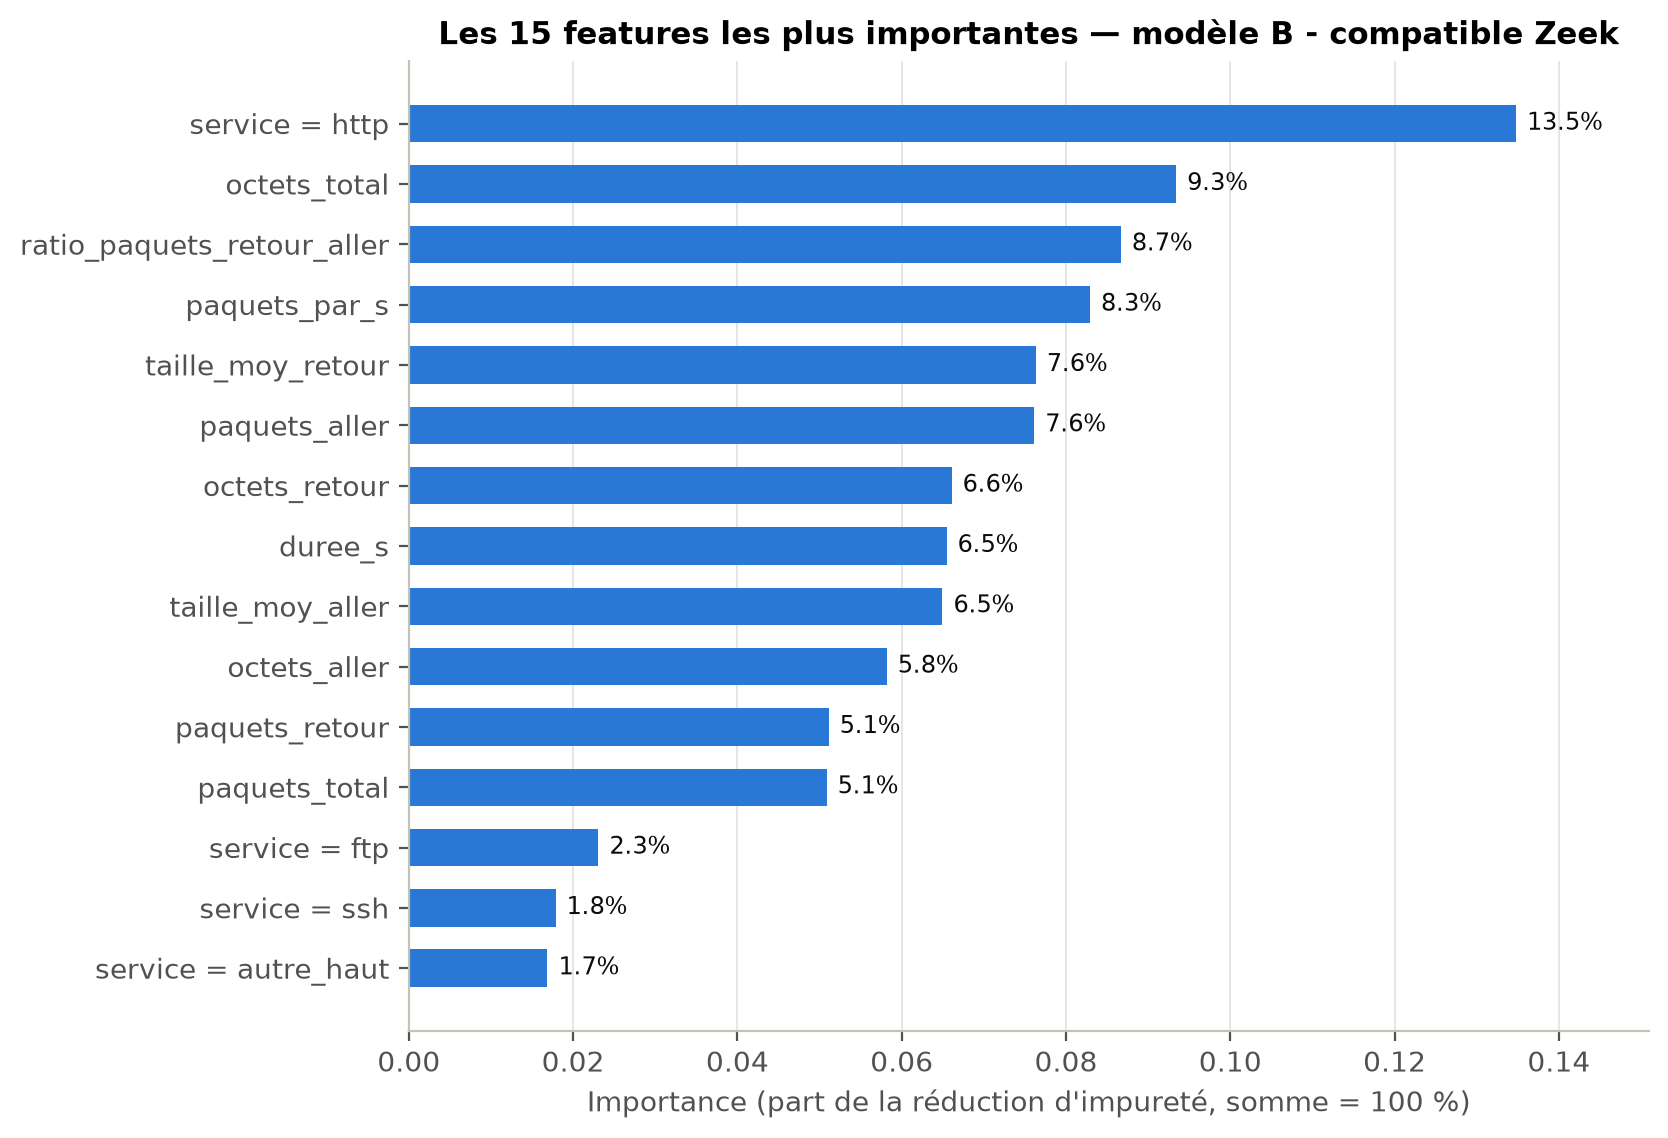 Les 15 features les plus importantes — modèle B - compatible Zeek
service = http 13.5%
octets_total 9.3%
ratio_paquets_retour_aller 8.7%
paquets_par_s 8.3%
taille_moy_retour 7.6%
paquets_aller 7.6%
octets_retour 6.6%
duree_s 6.5%
taille_moy_aller 6.5%
octets_aller 5.8%
paquets_retour 5.1%
paquets_total 5.1%
service = ftp 2.3%
service = ssh 1.8%
service = autre_haut 1.7%
0.00 0.02 0.04 0.06 0.08 0.10 0.12 0.14
Importance (part de la réduction d'impureté, somme = 100 %)